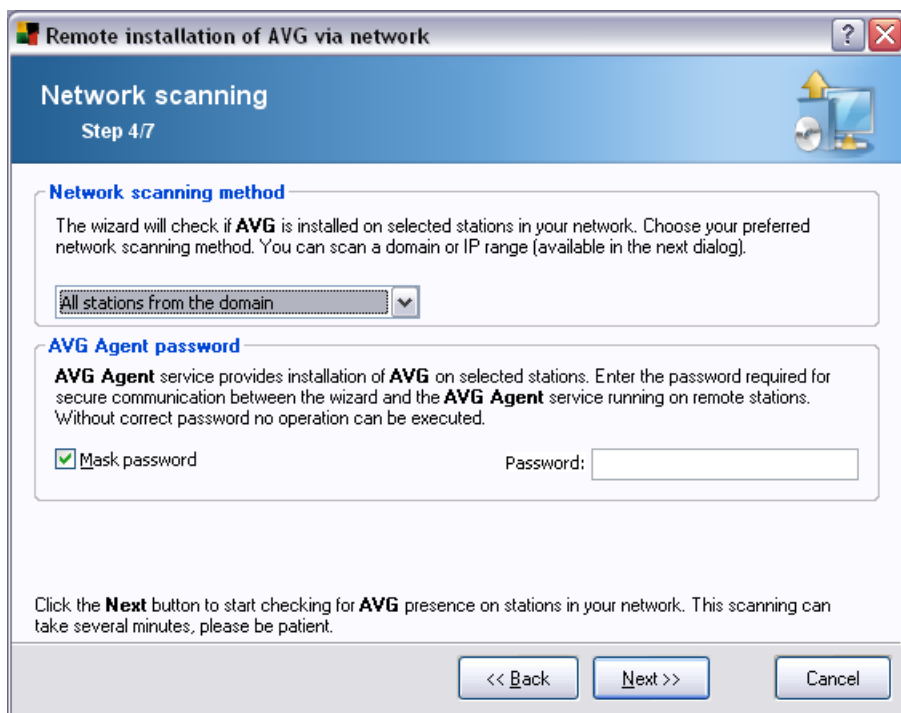 Remote installation of AVG via network
Network scanning
Step 4/7
Network scanning method
The wizard will check if AVG is installed on selected stations in your network. Choose your preferred
network scanning method. You can scan a domain or IP range (available in the next dialog).
All stations from the domain
AVG Agent password
AVG Agent service provides installation of AVG on selected stations. Enter the password required for
secure communication between the wizard and the AVG Agent service running on remote stations.
Without correct password no operation can be executed.
Mask password Password:
Click the Next button to start checking for AVG presence on stations in your network. This scanning can
take several minutes, please be patient.
<< Back Next >> Cancel